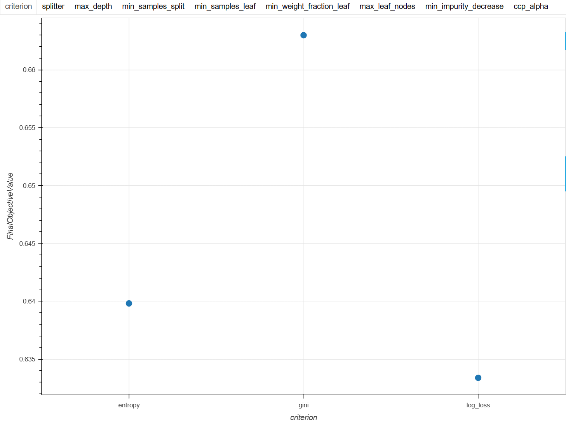 criterion splitter max_depth min_samples_split min_samples_leaf min_weight_fraction_leaf max_leaf_nodes min_impurity_decrease ccp_alpha
0.66
0.655
0.65
0.645
0.64
0.635
FinalObjectiveValue
entropy gini log_loss
criterion